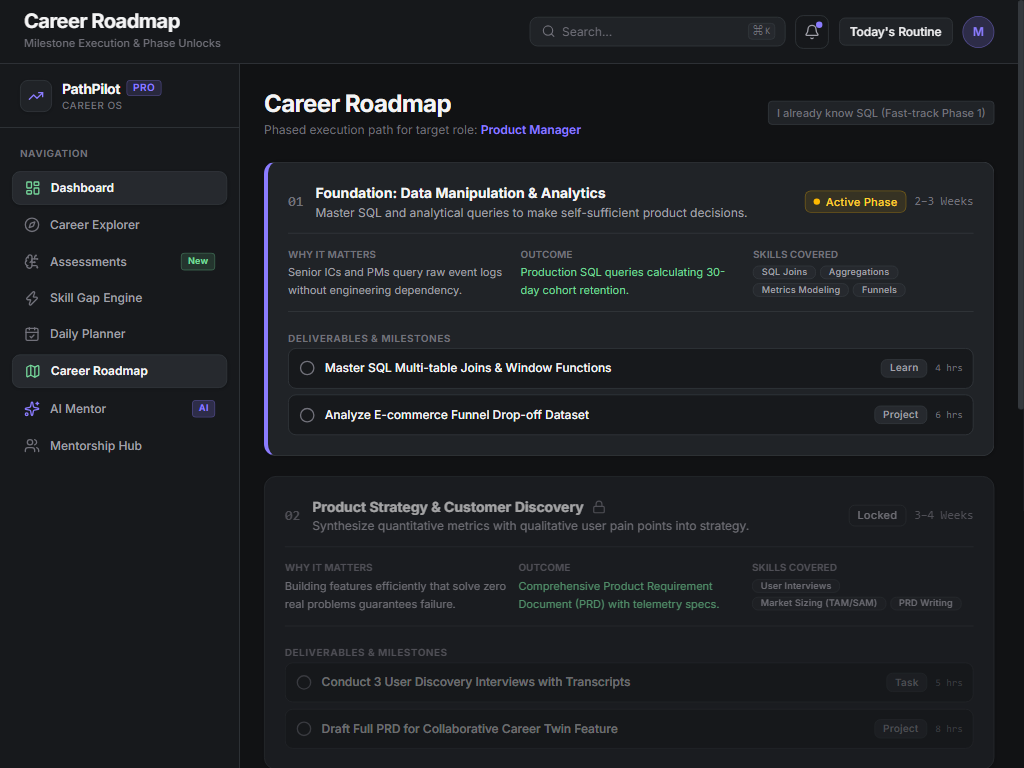 Career Roadmap
Milestone Execution & Phase Unlocks
Search...
⌘K
Today's Routine
M
PathPilot PRO
CAREER OS
NAVIGATION
Dashboard
Career Explorer
Assessments New
Skill Gap Engine
Daily Planner
Career Roadmap
AI Mentor AI
Mentorship Hub
Career Roadmap
Phased execution path for target role: Product Manager
I already know SQL (Fast-track Phase 1)
01 Foundation: Data Manipulation & Analytics
Master SQL and analytical queries to make self-sufficient product decisions.
Active Phase 2–3 Weeks
WHY IT MATTERS
Senior ICs and PMs query raw event logs
without engineering dependency.
OUTCOME
Production SQL queries calculating 30-
day cohort retention.
SKILLS COVERED
SQL Joins Aggregations
Metrics Modeling Funnels
DELIVERABLES & MILESTONES
Master SQL Multi-table Joins & Window Functions Learn 4 hrs
Analyze E-commerce Funnel Drop-off Dataset Project 6 hrs
02 Product Strategy & Customer Discovery
Synthesize quantitative metrics with qualitative user pain points into strategy.
Locked 3–4 Weeks
WHY IT MATTERS
Building features efficiently that solve zero
real problems guarantees failure.
OUTCOME
Comprehensive Product Requirement
Document (PRD) with telemetry specs.
SKILLS COVERED
User Interviews
Market Sizing (TAM/SAM) PRD Writing
DELIVERABLES & MILESTONES
Conduct 3 User Discovery Interviews with Transcripts Task 5 hrs
Draft Full PRD for Collaborative Career Twin Feature Project 8 hrs